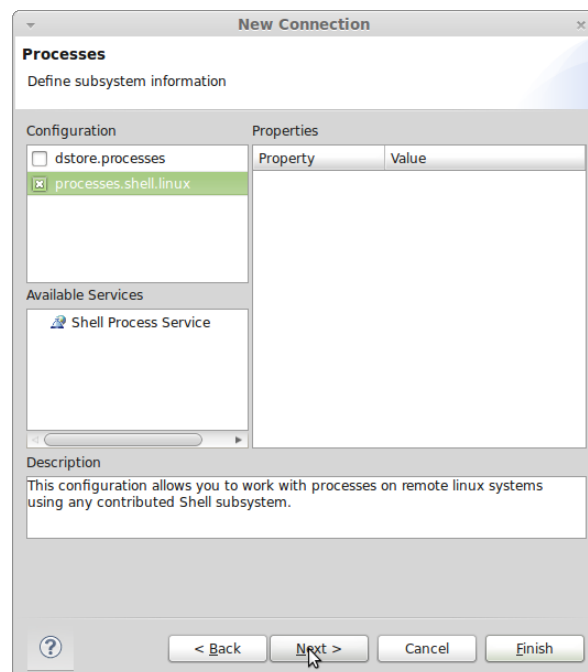 New Connection
Processes
Define subsystem information
Configuration
Properties
dstore.processes
processes.shell.linux
Property
Value
Available Services
Shell Process Service
Description
This configuration allows you to work with processes on remote linux systems
using any contributed Shell subsystem.
?
< Back
Next >
Cancel
Finish